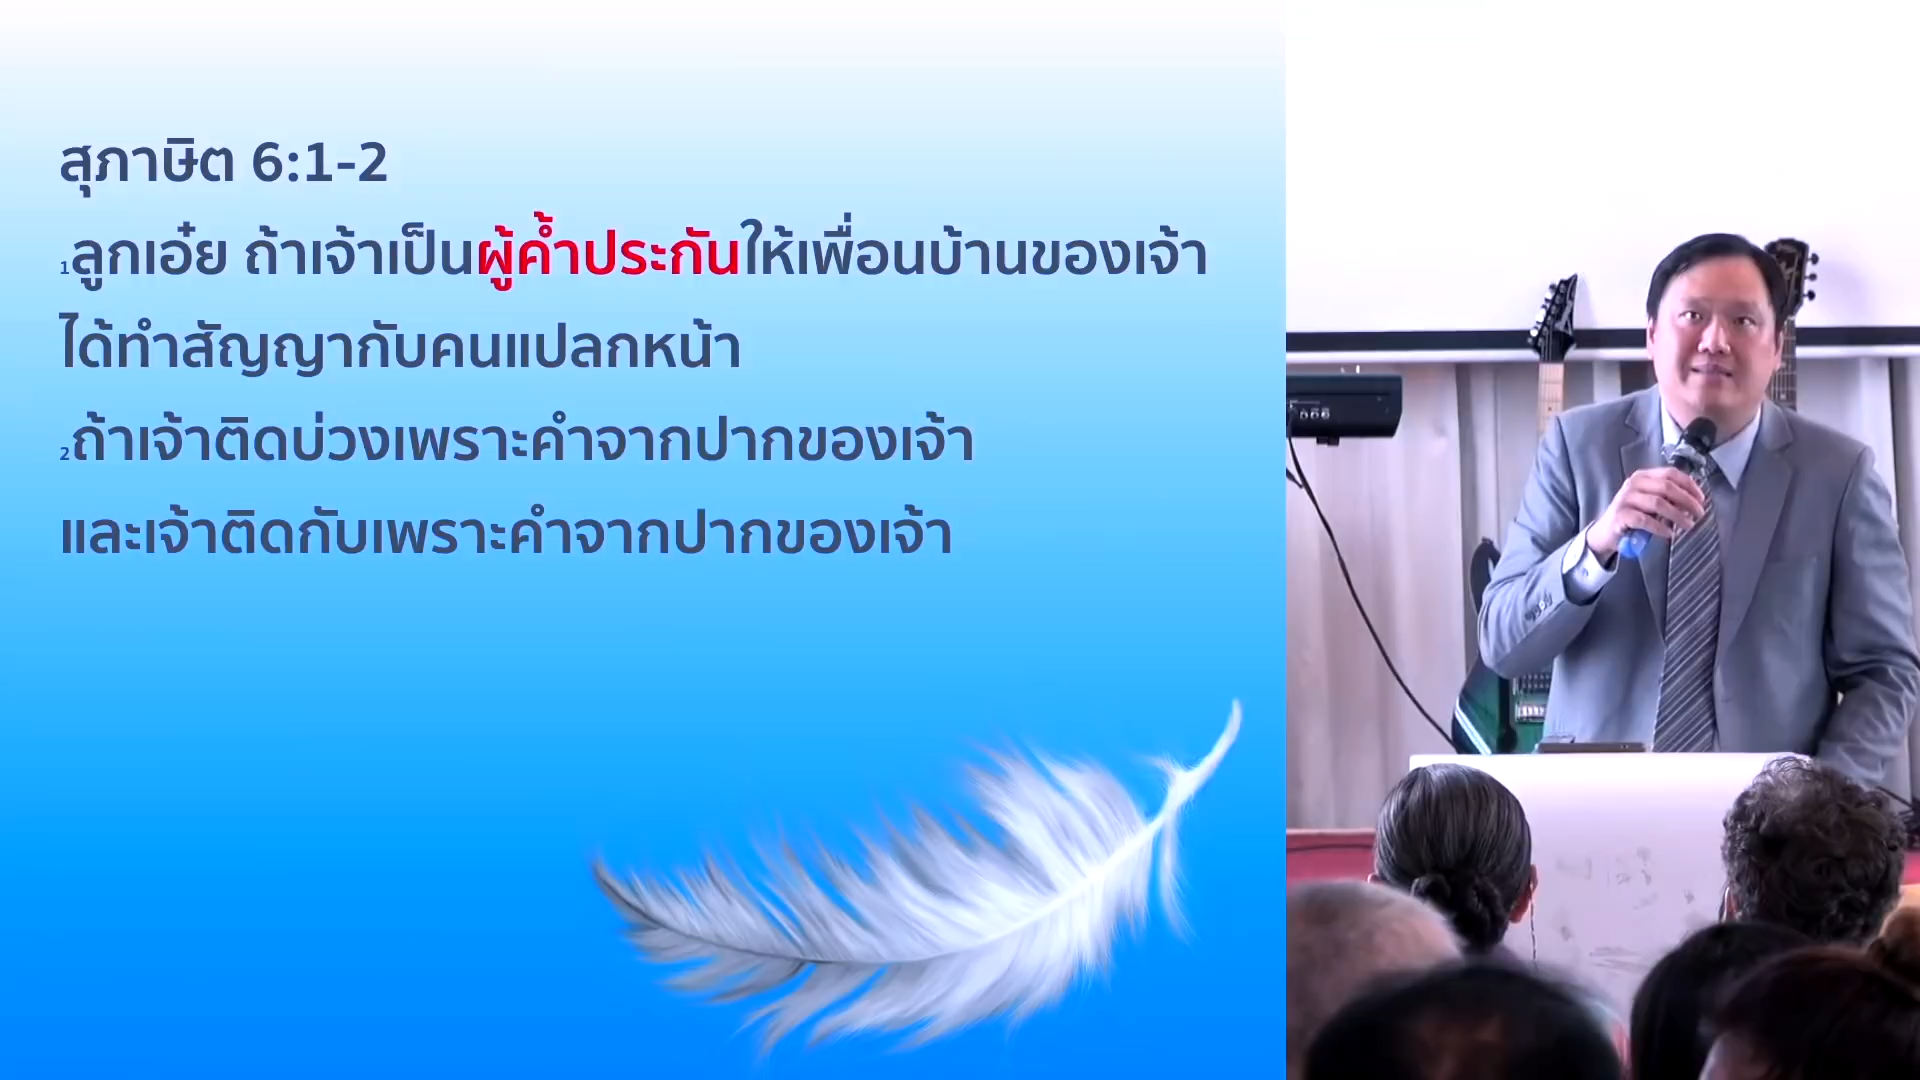 สุภาษิต 6:1-2
1ลูกเอ๋ย ถ้าเจ้าเป็นผู้ค้ำประกันให้เพื่อนบ้านของเจ้า
ได้ทำสัญญากับคนแปลกหน้า
2ถ้าเจ้าติดบ่วงเพราะคำจากปากของเจ้า
และเจ้าติดกับเพราะคำจากปากของเจ้า